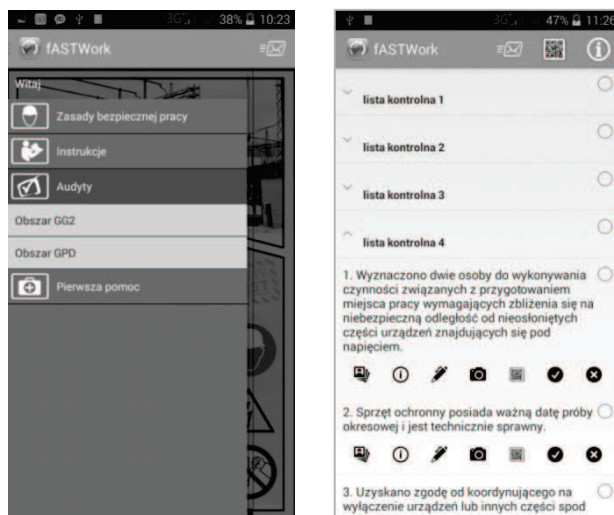 3G 38% 10:23
fASTWork
Witaj
Zasady bezpiecznej pracy
Instrukcje
Audyty
Obszar GG2
Obszar GPD
Pierwsza pomoc
3G 47% 11:26
fASTWork
lista kontrolna 1
lista kontrolna 2
lista kontrolna 3
lista kontrolna 4
1. Wyznaczono dwie osoby do wykonywania
czynności związanych z przygotowaniem
miejsca pracy wymagających zbliżenia się na
niebezpieczną odległość od nieosłoniętych
części urządzeń znajdujących się pod
napięciem.
2. Sprzęt ochronny posiada ważną datę próby
okresowej i jest technicznie sprawny.
3. Uzyskano zgodę od koordynującego na
wyłączenie urządzeń lub innych części spod